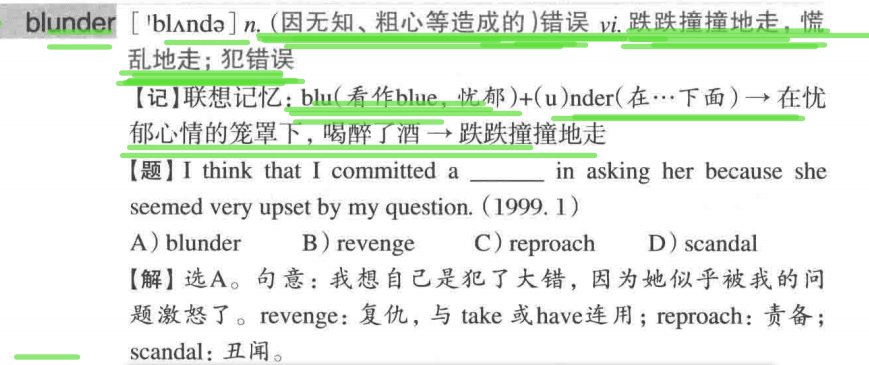 blunder [ˈblʌndə] n. (因无知、粗心等造成的)错误 vi. 跌跌撞撞地走，慌
乱地走；犯错误
【记】联想记忆：blu(看作blue，忧郁)+(u)nder(在…下面)→在忧
郁心情的笼罩下，喝醉了酒→跌跌撞撞地走
【题】I think that I committed a ______ in asking her because she
seemed very upset by my question.（1999. 1）
A）blunder B）revenge C）reproach D）scandal
【解】选A。句意：我想自己是犯了大错，因为她似乎被我的问
题激怒了。revenge：复仇，与 take 或have连用；reproach：责备；
scandal：丑闻。